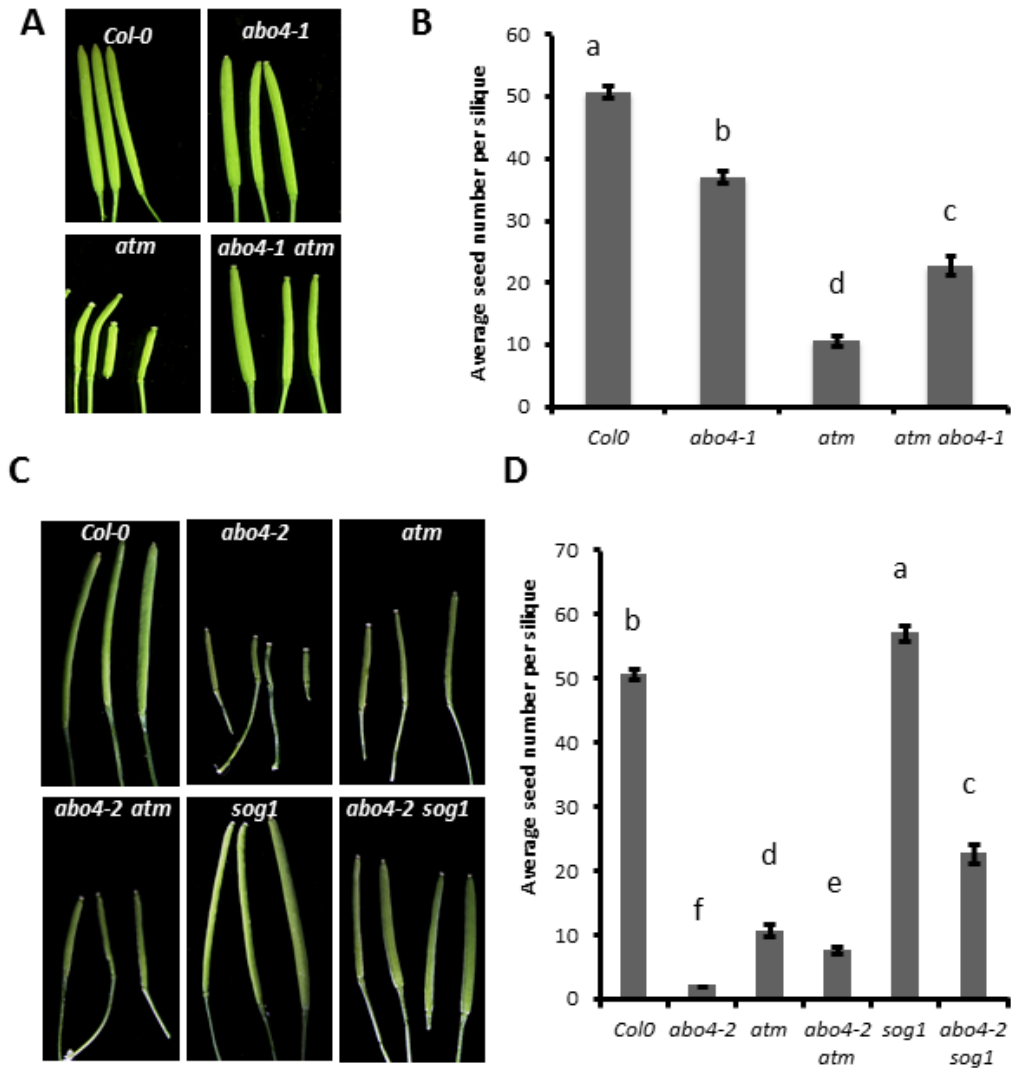 A
Col-0
abo4-1
atm
abo4-1 atm
B
Average seed number per silique
60
50
40
30
20
10
0
a
b
d
c
Col0
abo4-1
atm
atm abo4-1
C
Col-0
abo4-2
atm
abo4-2 atm
sog1
abo4-2 sog1
D
Average seed number per silique
70
60
50
40
30
20
10
0
b
f
d
e
a
c
Col0
abo4-2
atm
abo4-2
atm
sog1
abo4-2
sog1